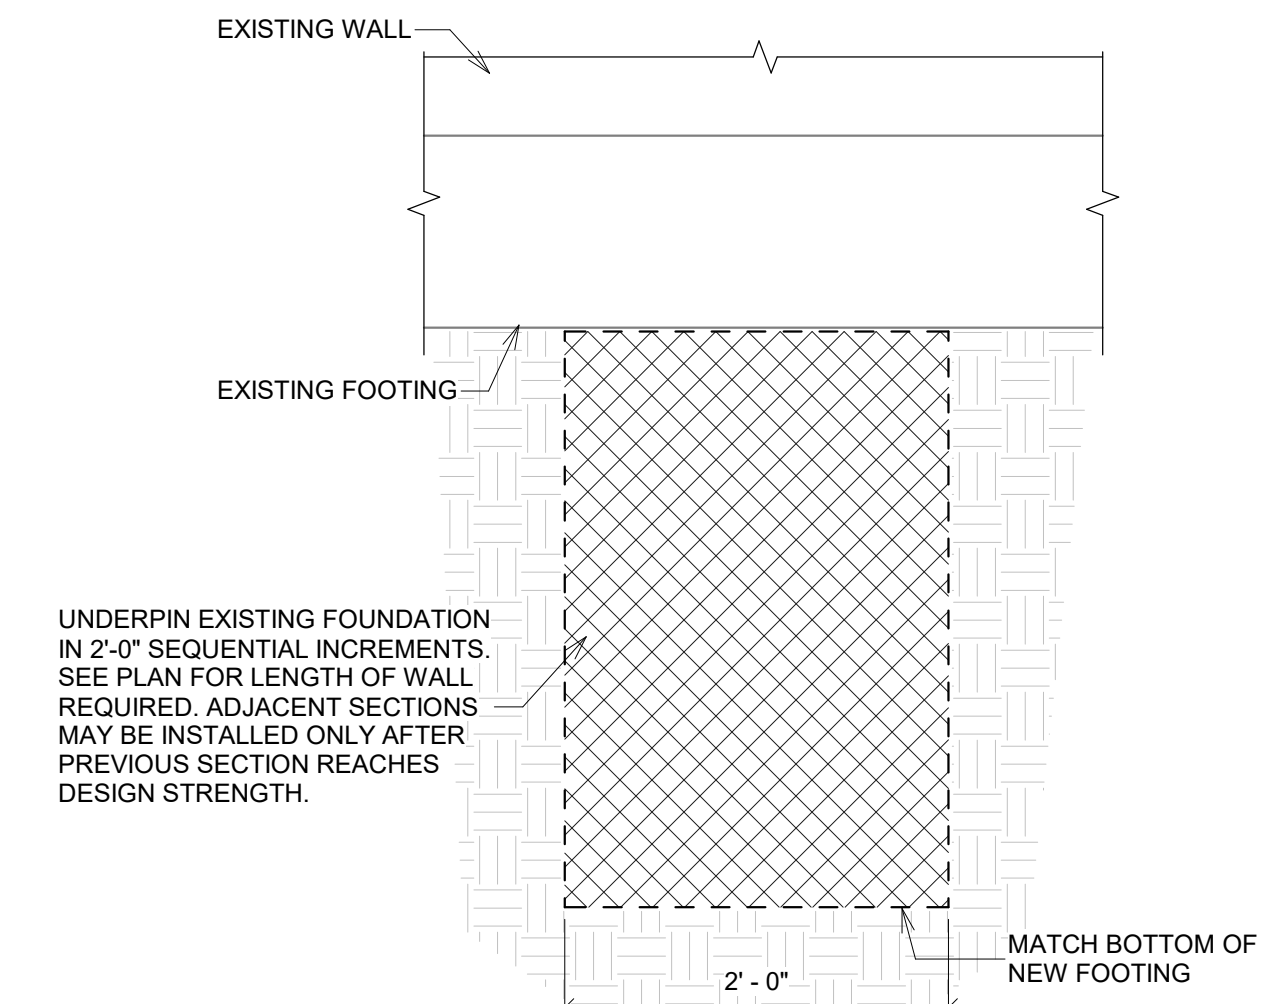 EXISTING WALL
EXISTING FOOTING
UNDERPIN EXISTING FOUNDATION
IN 2'-0" SEQUENTIAL INCREMENTS.
SEE PLAN FOR LENGTH OF WALL
REQUIRED. ADJACENT SECTIONS
MAY BE INSTALLED ONLY AFTER
PREVIOUS SECTION REACHES
DESIGN STRENGTH.
MATCH BOTTOM OF
NEW FOOTING
2' - 0"